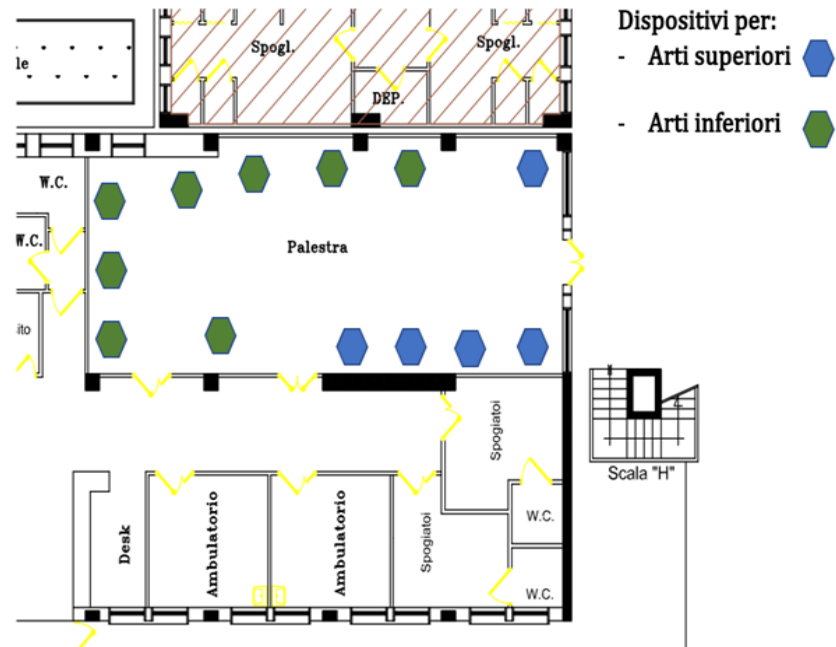 Dispositivi per:
- Arti superiori
- Arti inferiori
le
Spogl.
Spogl.
DEP.
W.C.
W.C.
Palestra
ito
Spogiatoi
Scala "H"
Desk
Ambulatorio
Ambulatorio
Spogiatoi
W.C.
W.C.